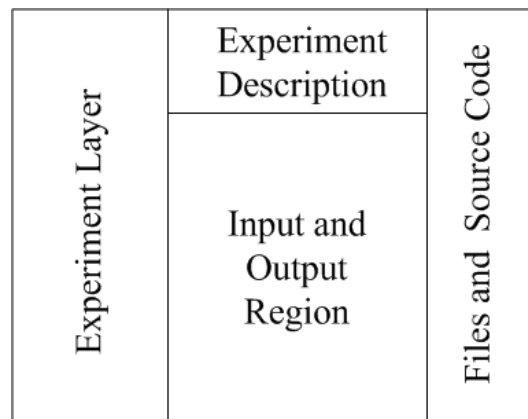 Experiment Layer
Experiment
Description
Input and
Output
Region
Files and Source Code